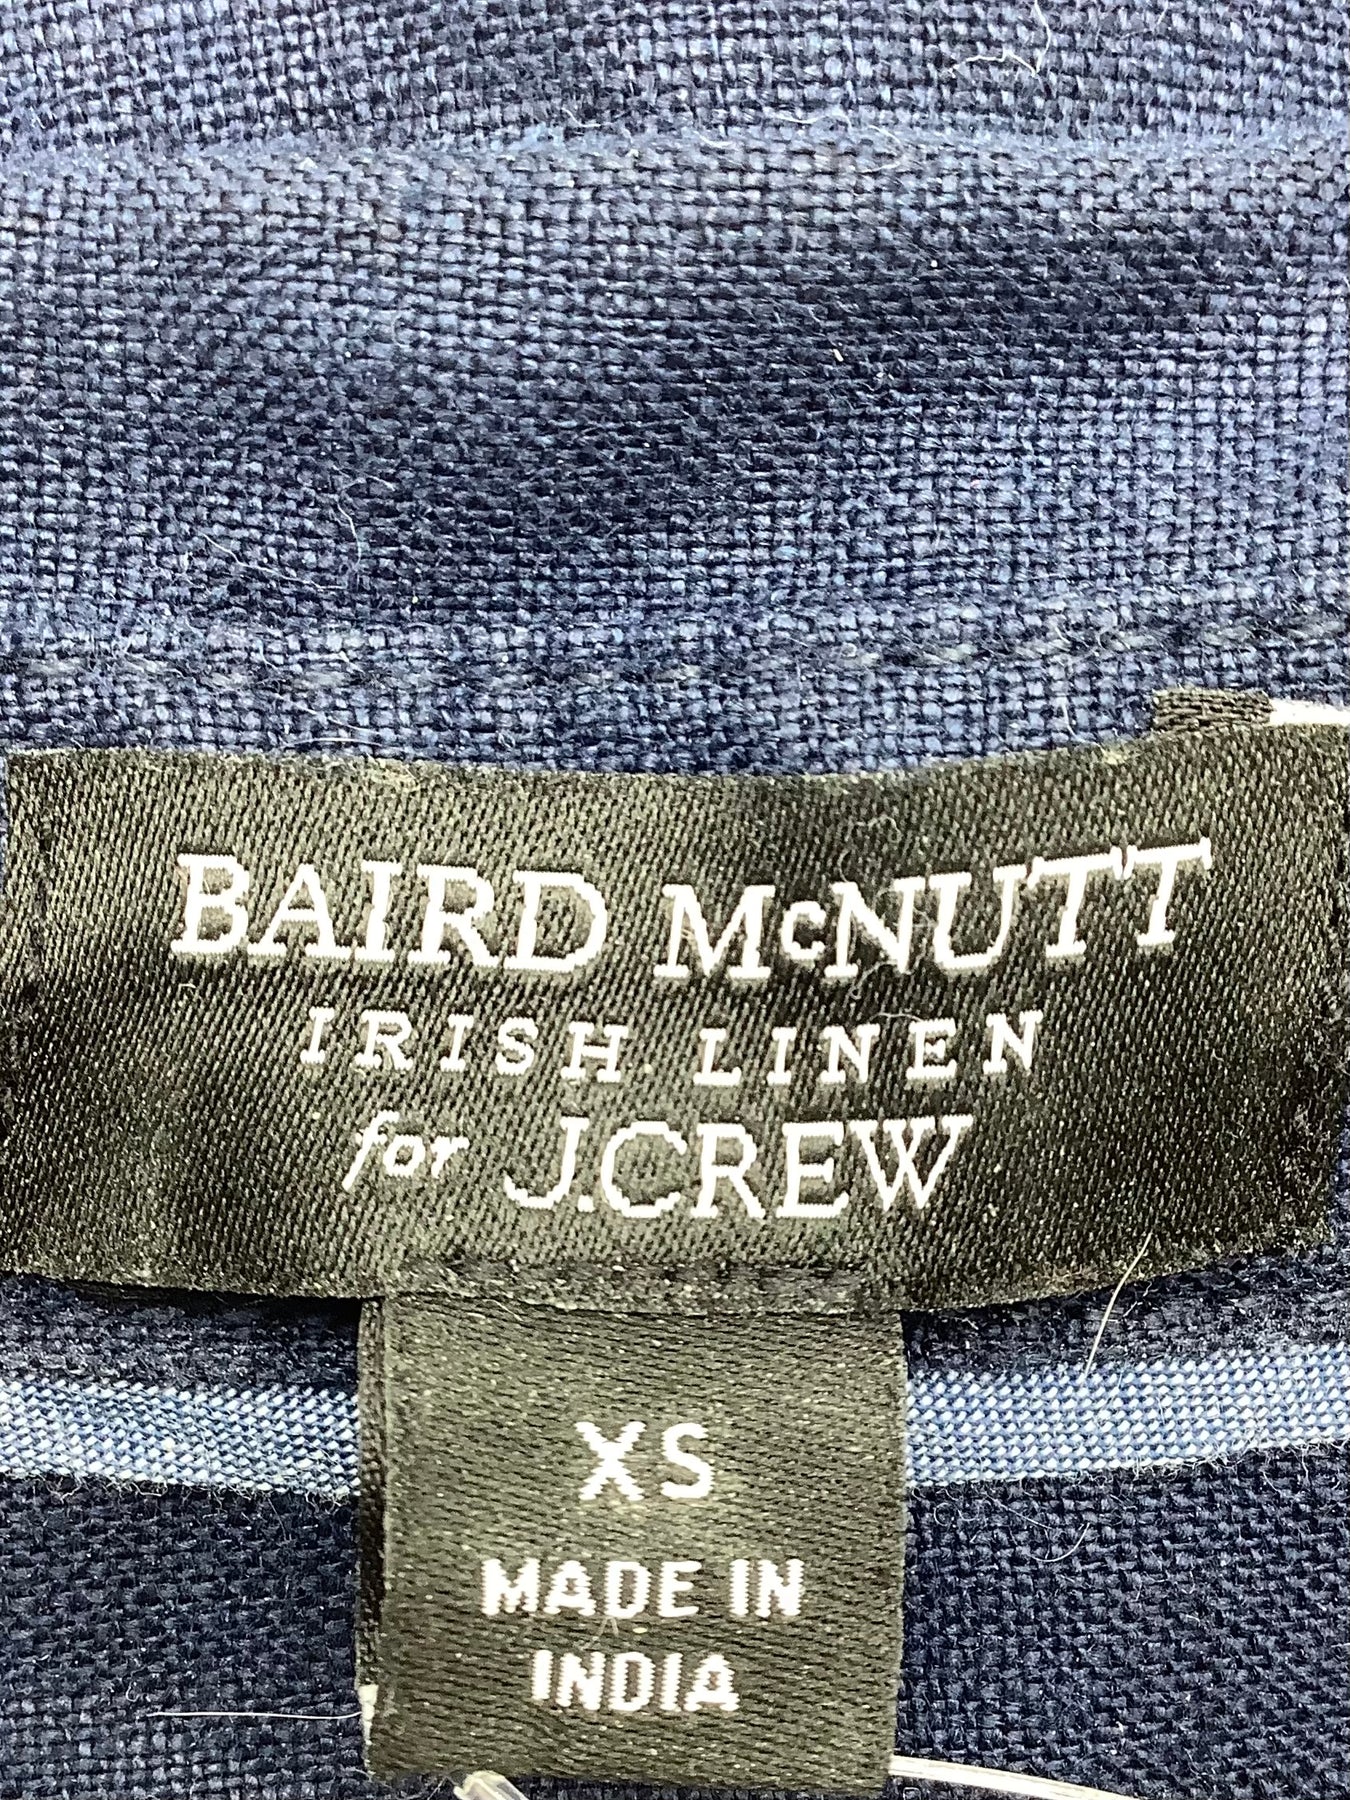 BAIRD McNUTT
IRISH LINEN
for J.CREW
XS
MADE IN
INDIA